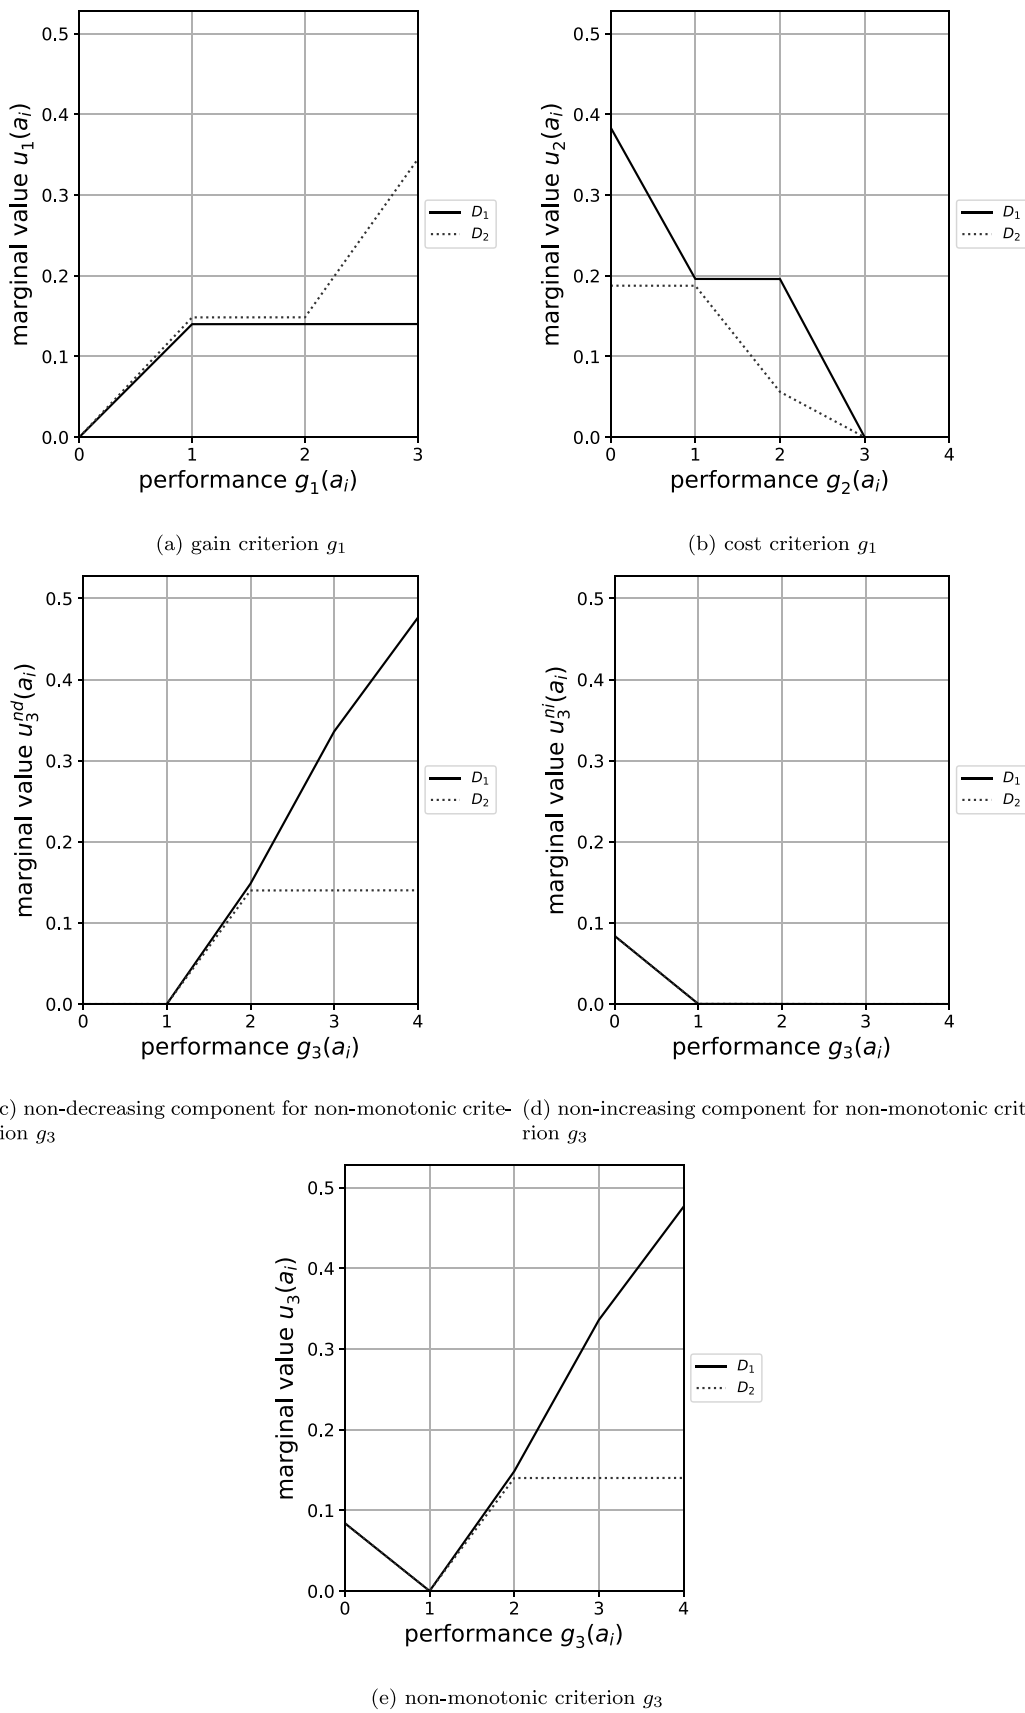 0.5
0.4
0.3
0.2
0.1
0.0
marginal value u₁(aᵢ)
0 1 2 3
performance g₁(aᵢ)
D₁
D₂
(a) gain criterion g₁
0.5
0.4
0.3
0.2
0.1
0.0
marginal value u₂(aᵢ)
0 1 2 3 4
performance g₂(aᵢ)
D₁
D₂
(b) cost criterion g₁
0.5
0.4
0.3
0.2
0.1
0.0
marginal value u₃ⁿᵈ(aᵢ)
0 1 2 3 4
performance g₃(aᵢ)
D₁
D₂
c) non-decreasing component for non-monotonic crite-
ion g₃
0.5
0.4
0.3
0.2
0.1
0.0
marginal value u₃ⁿⁱ(aᵢ)
0 1 2 3 4
performance g₃(aᵢ)
D₁
D₂
(d) non-increasing component for non-monotonic crit
rion g₃
0.5
0.4
0.3
0.2
0.1
0.0
marginal value u₃(aᵢ)
0 1 2 3 4
performance g₃(aᵢ)
D₁
D₂
(e) non-monotonic criterion g₃